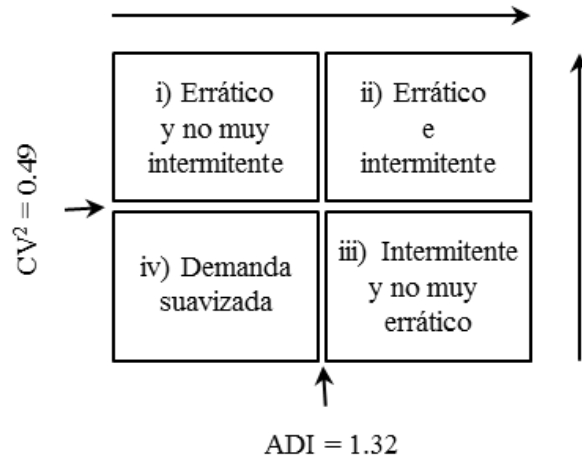 i) Errático
y no muy
intermitente
ii) Errático
e
intermitente
CV² = 0.49
iv) Demanda
suavizada
iii) Intermitente
y no muy
errático
ADI = 1.32